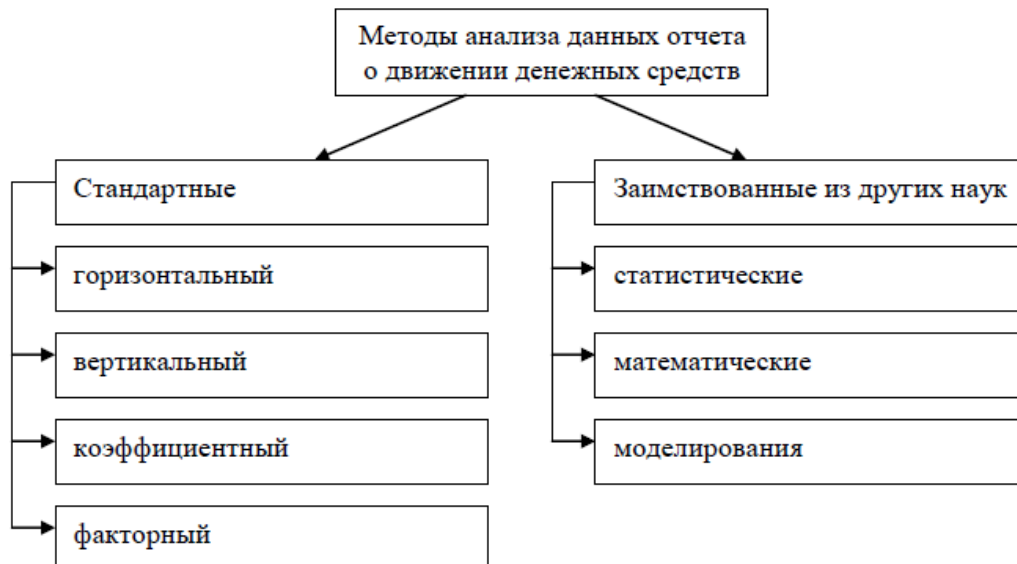 Методы анализа данных отчета
о движении денежных средств
Стандартные
горизонтальный
вертикальный
коэффициентный
факторный
Заимствованные из других наук
статистические
математические
моделирования